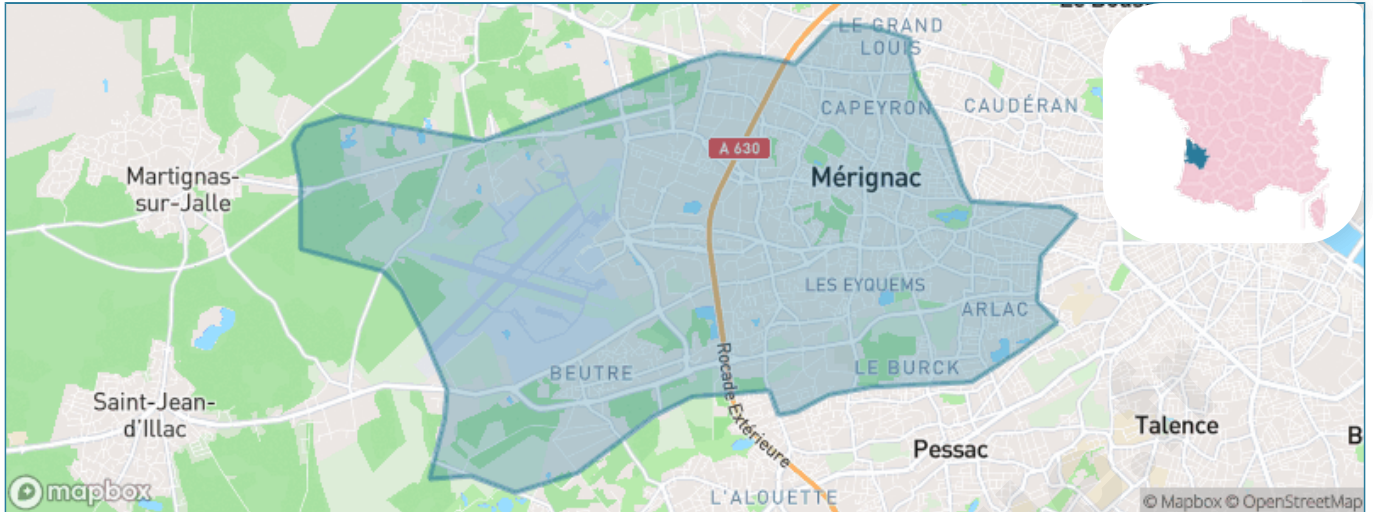 LE GRAND
LOUIS
CAPEYRON
CAUDÉRAN
A 630
Mérignac
Martignas-
sur-Jalle
LES EYQUEMS
ARLAC
BEUTRE
LE BURCK
Rocade Extérieure
Saint-Jean-
d'Illac
Talence
Pessac
B
L'ALOUETTE
mapbox
© Mapbox © OpenStreetMap